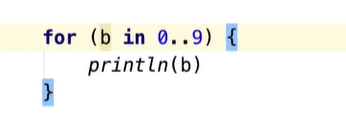 for (b in 0..9) {
println(b)
}